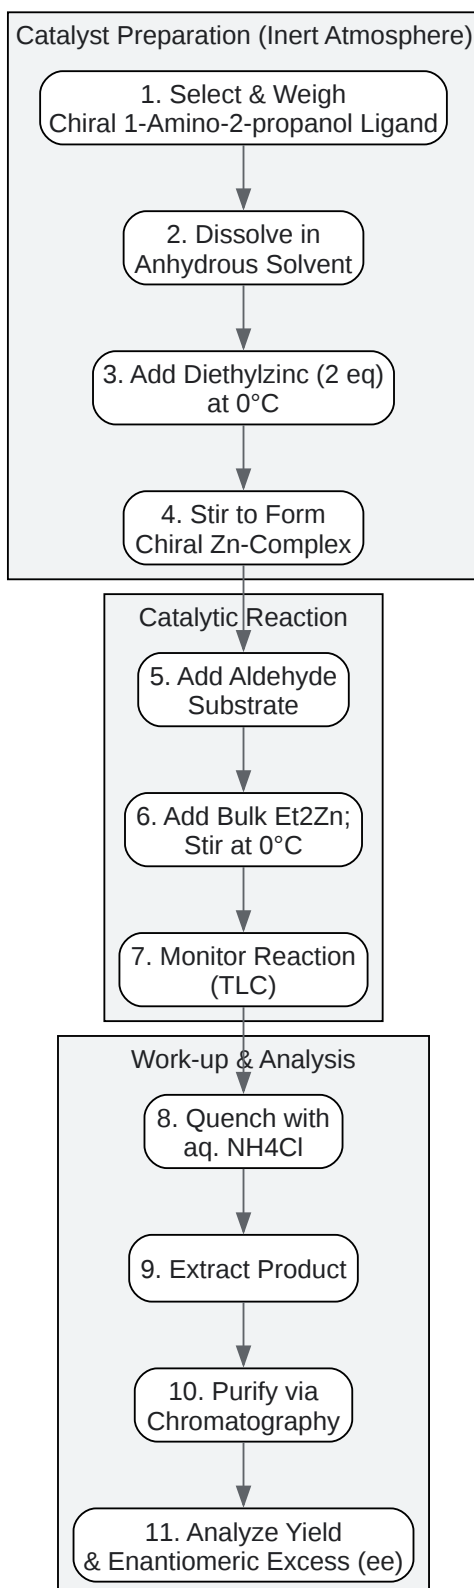 Catalyst Preparation (Inert Atmosphere)
1. Select & Weigh
Chiral 1-Amino-2-propanol Ligand
2. Dissolve in
Anhydrous Solvent
3. Add Diethylzinc (2 eq)
at 0°C
4. Stir to Form
Chiral Zn-Complex
Catalytic Reaction
5. Add Aldehyde
Substrate
6. Add Bulk Et2Zn;
Stir at 0°C
7. Monitor Reaction
(TLC)
Work-up & Analysis
8. Quench with
aq. NH4Cl
9. Extract Product
10. Purify via
Chromatography
11. Analyze Yield
& Enantiomeric Excess (ee)